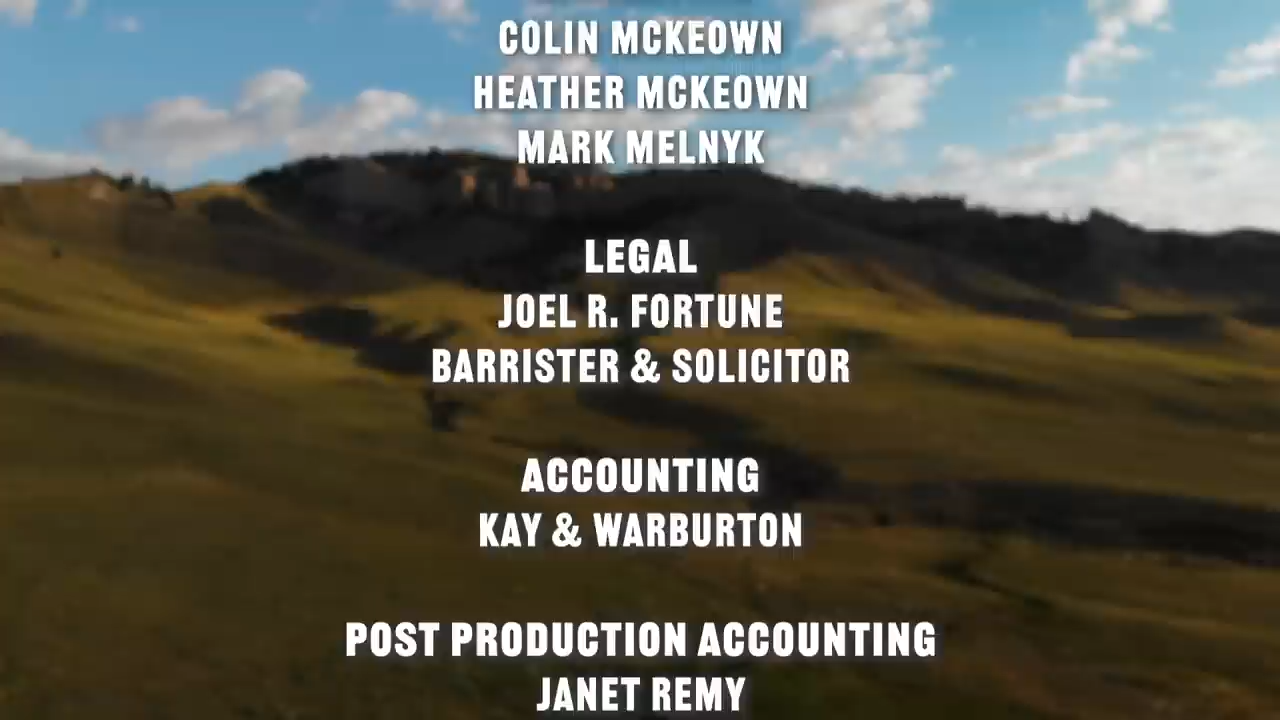 COLIN MCKEOWN
HEATHER MCKEOWN
MARK MELNYK
LEGAL
JOEL R. FORTUNE
BARRISTER & SOLICITOR
ACCOUNTING
KAY & WARBURTON
POST PRODUCTION ACCOUNTING
JANET REMY